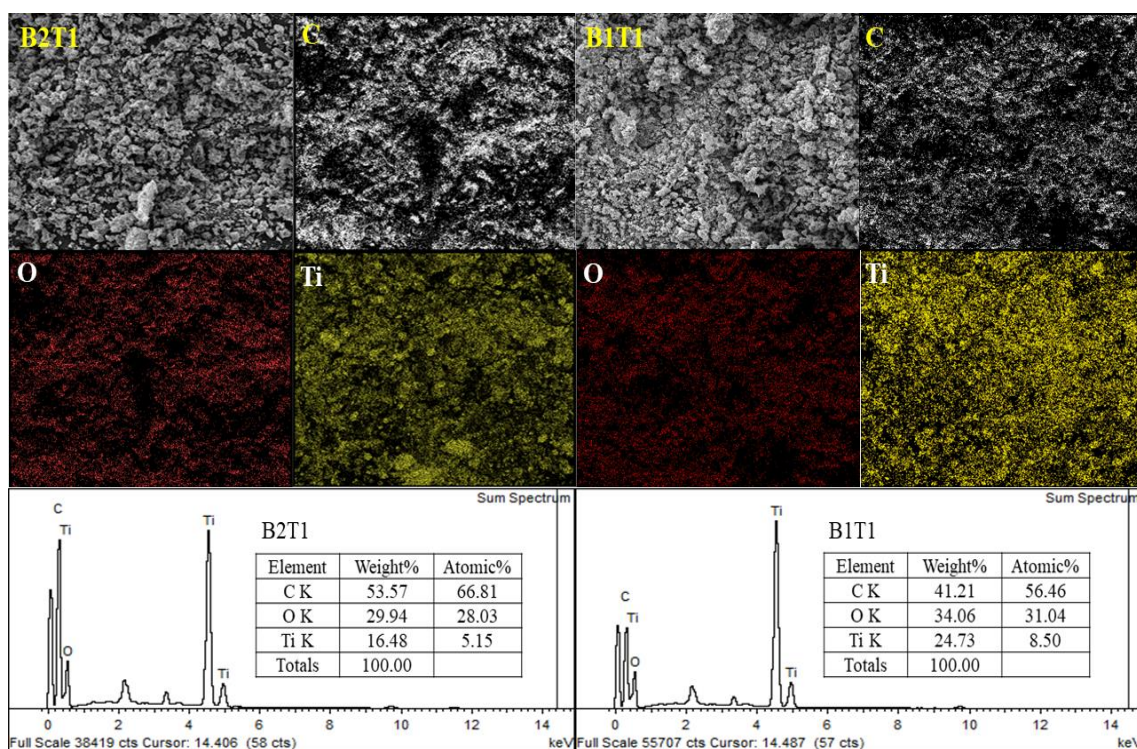 B2T1
C
B1T1
C
O
Ti
O
Ti
Sum Spectrum
C
Ti
O
Ti
Ti
B2T1
Element Weight% Atomic%
C K 53.57 66.81
O K 29.94 28.03
Ti K 16.48 5.15
Totals 100.00
0 2 4 6 8 10 12 14
Full Scale 38419 cts Cursor: 14.406 (58 cts) keV
Sum Spectrum
C
Ti
O
Ti
Ti
B1T1
Element Weight% Atomic%
C K 41.21 56.46
O K 34.06 31.04
Ti K 24.73 8.50
Totals 100.00
0 2 4 6 8 10 12 14
Full Scale 55707 cts Cursor: 14.487 (57 cts) keV